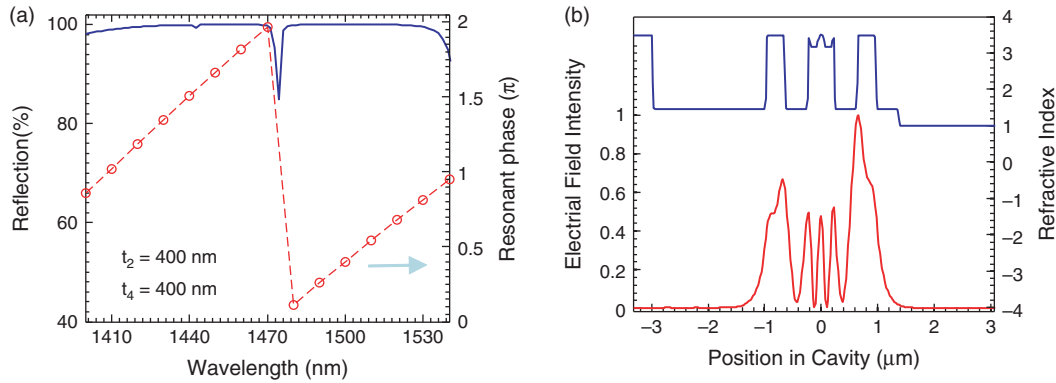 (a)
100
80
60
40
Reflection(%)
2
1.5
1
0.5
0
Resonant phase (π)
t2 = 400 nm
t4 = 400 nm
1410 1440 1470 1500 1530
Wavelength (nm)
(b)
1
0.8
0.6
0.4
0.2
0
Electrial Field Intensity
4
3
2
1
0
−1
−2
−3
−4
Refractive Index
−3 −2 −1 0 1 2 3
Position in Cavity (μm)